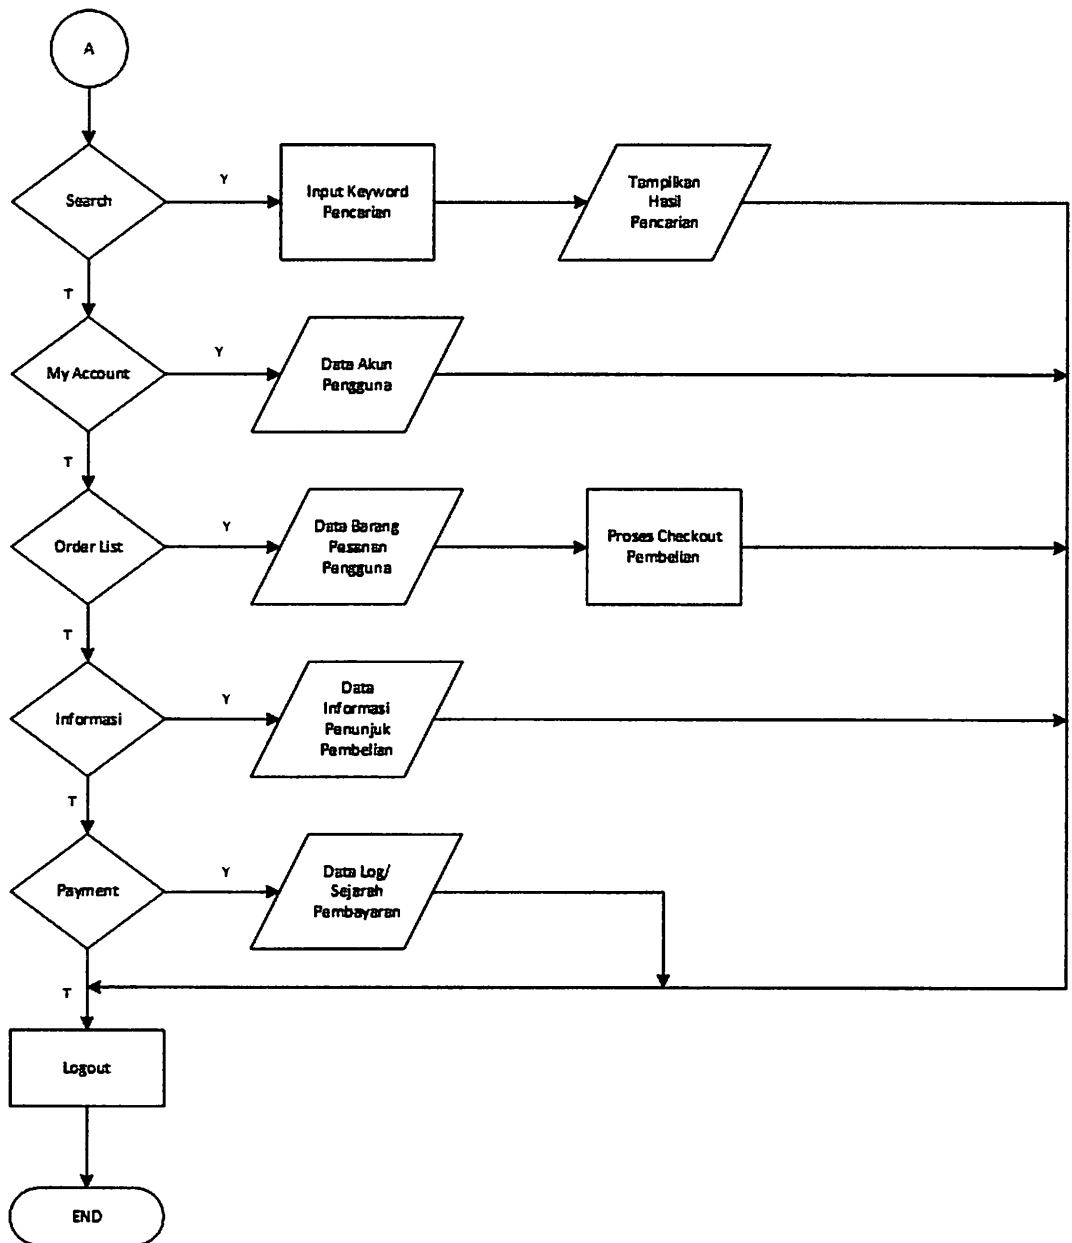 A
Search
Y
Input Keyword
Pencarian
Tampilkan
Hasil
Pencarian
T
My Account
Y
Data Akun
Pengguna
T
Order List
Y
Data Barang
Pesanan
Pengguna
Proses Checkout
Pembelian
T
Informasi
Y
Data
Informasi
Penunjuk
Pembelian
T
Payment
Y
Data Log/
Sejarah
Pembayaran
T
Logout
END